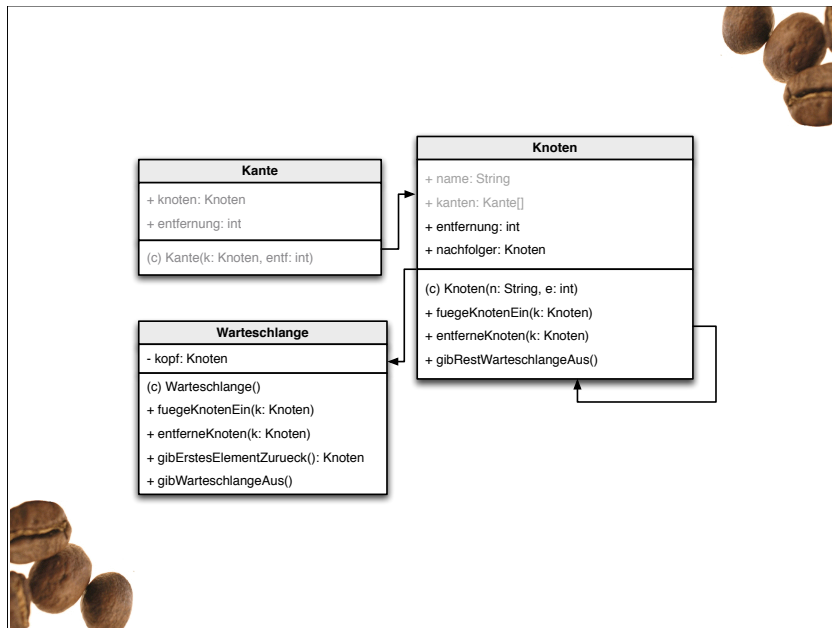 Kante
+ knoten: Knoten
+ entfernung: int
(c) Kante(k: Knoten, entf: int)
Knoten
+ name: String
+ kanten: Kante[]
+ entfernung: int
+ nachfolger: Knoten
(c) Knoten(n: String, e: int)
+ fuegeKnotenEin(k: Knoten)
+ entferneKnoten(k: Knoten)
+ gibRestWarteschlangeAus()
Warteschlange
- kopf: Knoten
(c) Warteschlange()
+ fuegeKnotenEin(k: Knoten)
+ entferneKnoten(k: Knoten)
+ gibErstesElementZurueck(): Knoten
+ gibWarteschlangeAus()